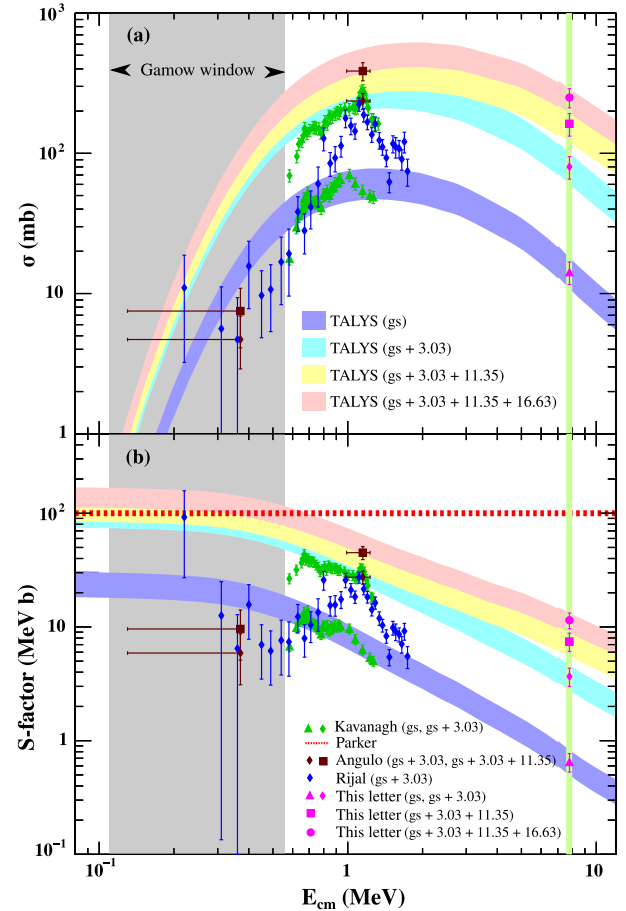 10³
(a)
Gamow window
10²
σ (mb)
10
TALYS (gs)
TALYS (gs + 3.03)
TALYS (gs + 3.03 + 11.35)
TALYS (gs + 3.03 + 11.35 + 16.63)
1
(b)
10²
S-factor (MeV b)
10
1
Kavanagh (gs, gs + 3.03)
Parker
Angulo (gs + 3.03, gs + 3.03 + 11.35)
Rijal (gs + 3.03)
This letter (gs, gs + 3.03)
This letter (gs + 3.03 + 11.35)
This letter (gs + 3.03 + 11.35 + 16.63)
10⁻¹
10⁻¹ 1 10
E_cm (MeV)